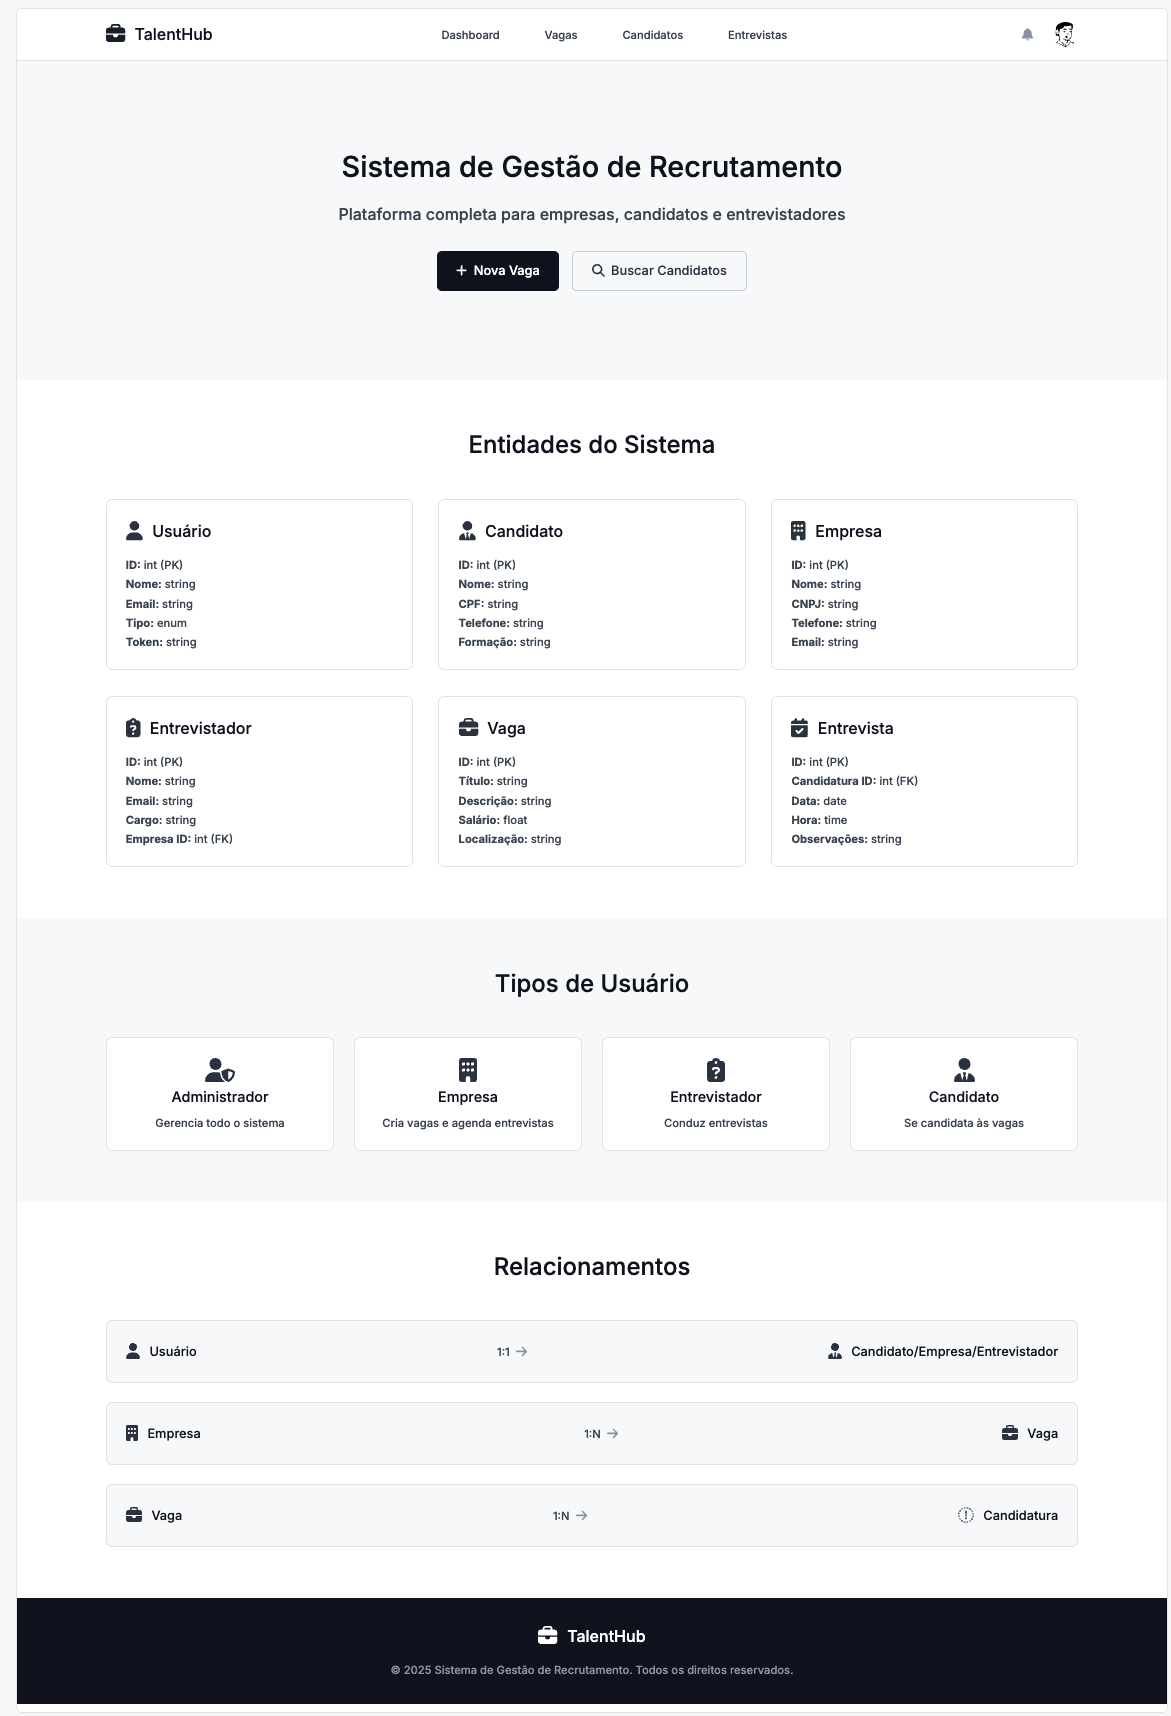 TalentHub
Dashboard Vagas Candidatos Entrevistas
Sistema de Gestão de Recrutamento
Plataforma completa para empresas, candidatos e entrevistadores
+ Nova Vaga
Buscar Candidatos
Entidades do Sistema
Usuário
ID: int (PK)
Nome: string
Email: string
Tipo: enum
Token: string
Candidato
ID: int (PK)
Nome: string
CPF: string
Telefone: string
Formação: string
Empresa
ID: int (PK)
Nome: string
CNPJ: string
Telefone: string
Email: string
Entrevistador
ID: int (PK)
Nome: string
Email: string
Cargo: string
Empresa ID: int (FK)
Vaga
ID: int (PK)
Título: string
Descrição: string
Salário: float
Localização: string
Entrevista
ID: int (PK)
Candidatura ID: int (FK)
Data: date
Hora: time
Observações: string
Tipos de Usuário
Administrador
Gerencia todo o sistema
Empresa
Cria vagas e agenda entrevistas
Entrevistador
Conduz entrevistas
Candidato
Se candidata às vagas
Relacionamentos
Usuário 1:1 → Candidato/Empresa/Entrevistador
Empresa 1:N → Vaga
Vaga 1:N → Candidatura
TalentHub
© 2025 Sistema de Gestão de Recrutamento. Todos os direitos reservados.